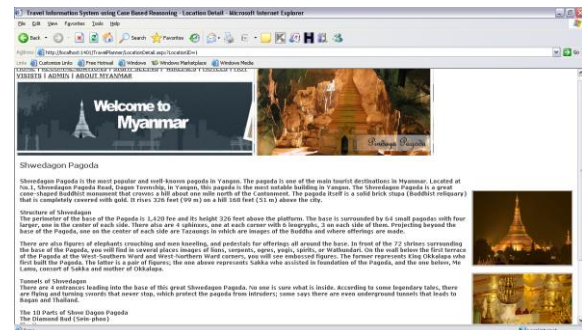 Travel Information System using Case Based Reasoning - Location Detail - Microsoft Internet Explorer
File Edit View Favorites Tools Help
Back Search Favorites
Address http://localhost:1401/TravelPlanner/LocationDetail.aspx?LocationID=1 Go
Links Customize Links Free Hotmail Windows Windows Marketplace Windows Media
VISISTS | ADMIN | ABOUT MYANMAR
Welcome to
Myanmar
Pindaya Pagoda
Shwedagon Pagoda
Shwedagon Pagoda is the most popular and well-known pagoda in Yangon. The pagoda is one of the main tourist destinations in Myanmar. Located at
No.1, Shwedagon Pagoda Road, Dagon Township, in Yangon, this pagoda is the most notable building in Yangon. The Shwedagon Pagoda is a great
cone-shaped Buddhist monument that crowns a hill about one mile north of the Cantonment. The pagoda itself is a solid brick stupa (Buddhist reliquary)
that is completely covered with gold. It rises 326 feet (99 m) on a hill 168 feet (51 m) above the city.
Structure of Shwedagon
The perimeter of the base of the Pagoda is 1,420 fee and its height 326 feet above the platform. The base is surrounded by 64 small pagodas with four
larger, one in the center of each side. There also are 4 sphinxes, one at each corner with 6 leogryphs, 3 on each side of them. Projecting beyond the
base of the Pagoda, one on the center of each side are Tazaungs in which are images of the Buddha and where offerings are made.
There are also figures of elephants crouching and men kneeling, and pedestals for offerings all around the base. In front of the 72 shrines surrounding
the base of the Pagoda, you will find in several places images of lions, serpents, ogres, yogis, spirits, or Wathundari. On the wall below the first terrace
of the Pagoda at the West-Southern Ward and West-Northern Ward corners, you will see embossed figures. The former represents King Okkalapa who
first built the Pagoda. The latter is a pair of figures; the one above represents Sakka who assisted in foundation of the Pagoda, and the one below, Me
Lamu, consort of Sakka and mother of Okkalapa.
Tunnels of Shwedagon
There are 4 entrances leading into the base of this great Shwedagon Pagoda. No one is sure what is inside. According to some legendary tales, there
are flying and turning swords that never stop, which protect the pagoda from intruders; some says there are even underground tunnels that leads to
Bagan and Thailand.
The 10 Parts of Shwe Dagon Pagoda
The Diamond Bud (Sein-phoo)